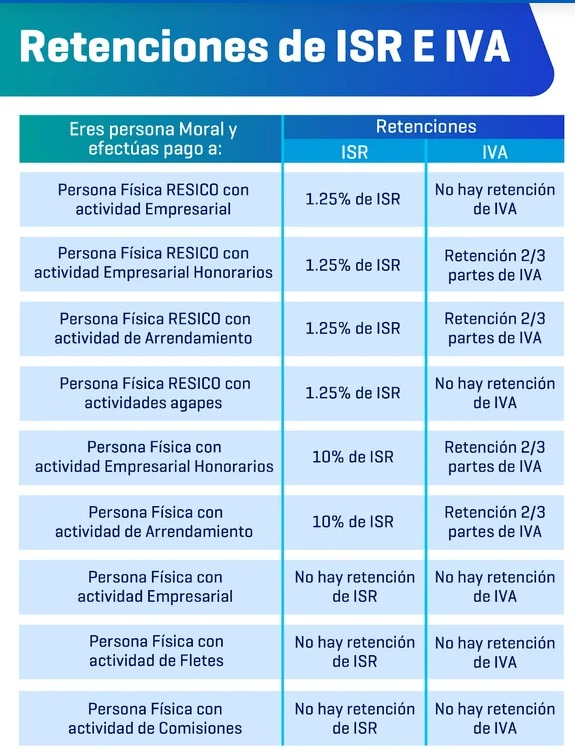 Retenciones de ISR E IVA
Eres persona Moral y
efectúas pago a:
Retenciones
ISR
IVA
Persona Física RESICO con
actividad Empresarial
1.25% de ISR
No hay retención
de IVA
Persona Física RESICO con
actividad Empresarial Honorarios
1.25% de ISR
Retención 2/3
partes de IVA
Persona Física RESICO con
actividad de Arrendamiento
1.25% de ISR
Retención 2/3
partes de IVA
Persona Física RESICO con
actividades agapes
1.25% de ISR
No hay retención
de IVA
Persona Física con
actividad Empresarial Honorarios
10% de ISR
Retención 2/3
partes de IVA
Persona Física con
actividad de Arrendamiento
10% de ISR
Retención 2/3
partes de IVA
Persona Física con
actividad Empresarial
No hay retención
de ISR
No hay retención
de IVA
Persona Física con
actividad de Fletes
No hay retención
de ISR
No hay retención
de IVA
Persona Física con
actividad de Comisiones
No hay retención
de ISR
No hay retención
de IVA